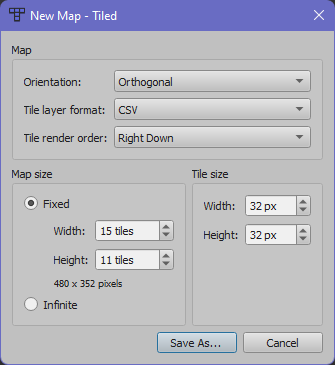 New Map - Tiled
Map
Orientation: Orthogonal
Tile layer format: CSV
Tile render order: Right Down
Map size
Fixed
Width: 15 tiles
Height: 11 tiles
480 x 352 pixels
Infinite
Tile size
Width: 32 px
Height: 32 px
Save As... Cancel